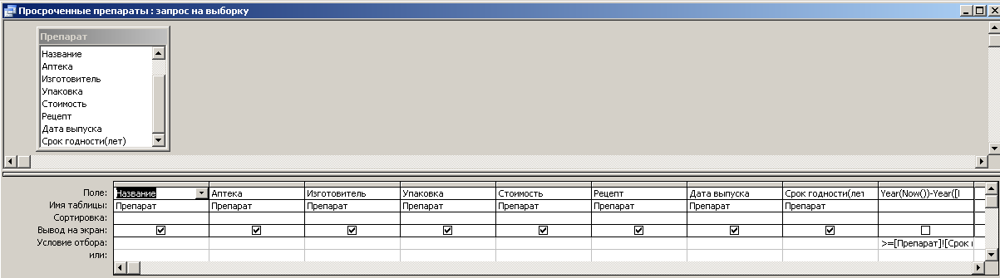 Просроченные препараты : запрос на выборку
Препарат
Название
Аптека
Изготовитель
Упаковка
Стоимость
Рецепт
Дата выпуска
Срок годности(лет)
Поле: Название Аптека Изготовитель Упаковка Стоимость Рецепт Дата выпуска Срок годности(лет Year(Now())-Year([
Имя таблицы: Препарат Препарат Препарат Препарат Препарат Препарат Препарат Препарат
Сортировка:
Вывод на экран:
Условие отбора: >=[Препарат]![Срок
или: